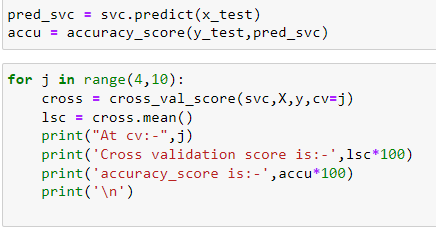 pred_svc = svc.predict(x_test)
accu = accuracy_score(y_test,pred_svc)
for j in range(4,10):
    cross = cross_val_score(svc,X,y,cv=j)
    lsc = cross.mean()
    print("At cv:-",j)
    print('Cross validation score is:-',lsc*100)
    print('accuracy_score is:-',accu*100)
    print('\n')